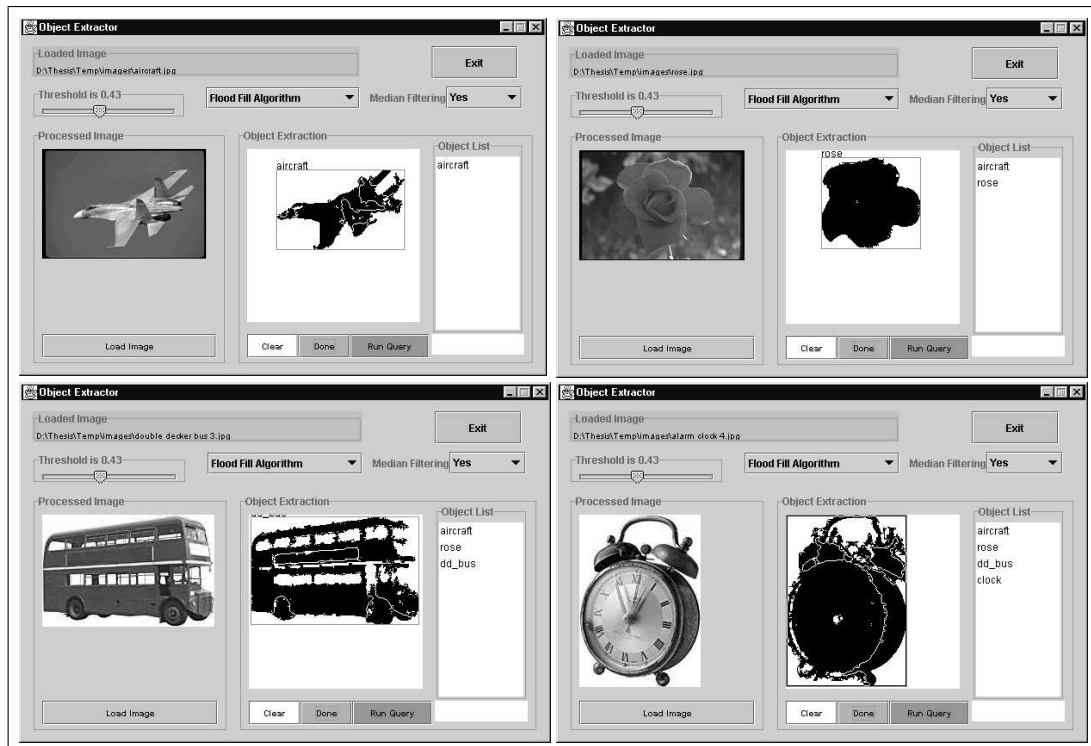 Object Extractor
Loaded Image
D:\Thesis\Temp\images\aircraft.jpg
Exit
Threshold is 0.43
Flood Fill Algorithm
Median Filtering Yes
Processed Image
Object Extraction
Object List
aircraft
aircraft
Load Image
Clear
Done
Run Query
Object Extractor
Loaded Image
D:\Thesis\Temp\images\rose.jpg
Exit
Threshold is 0.43
Flood Fill Algorithm
Median Filtering Yes
Processed Image
Object Extraction
Object List
rose
aircraft
rose
Load Image
Clear
Done
Run Query
Object Extractor
Loaded Image
D:\Thesis\Temp\images\double decker bus 3.jpg
Exit
Threshold is 0.43
Flood Fill Algorithm
Median Filtering Yes
Processed Image
Object Extraction
Object List
dd_bus
aircraft
rose
dd_bus
Load Image
Clear
Done
Run Query
Object Extractor
Loaded Image
D:\Thesis\Temp\images\alarm clock 4.jpg
Exit
Threshold is 0.43
Flood Fill Algorithm
Median Filtering Yes
Processed Image
Object Extraction
Object List
aircraft
rose
dd_bus
clock
Load Image
Clear
Done
Run Query